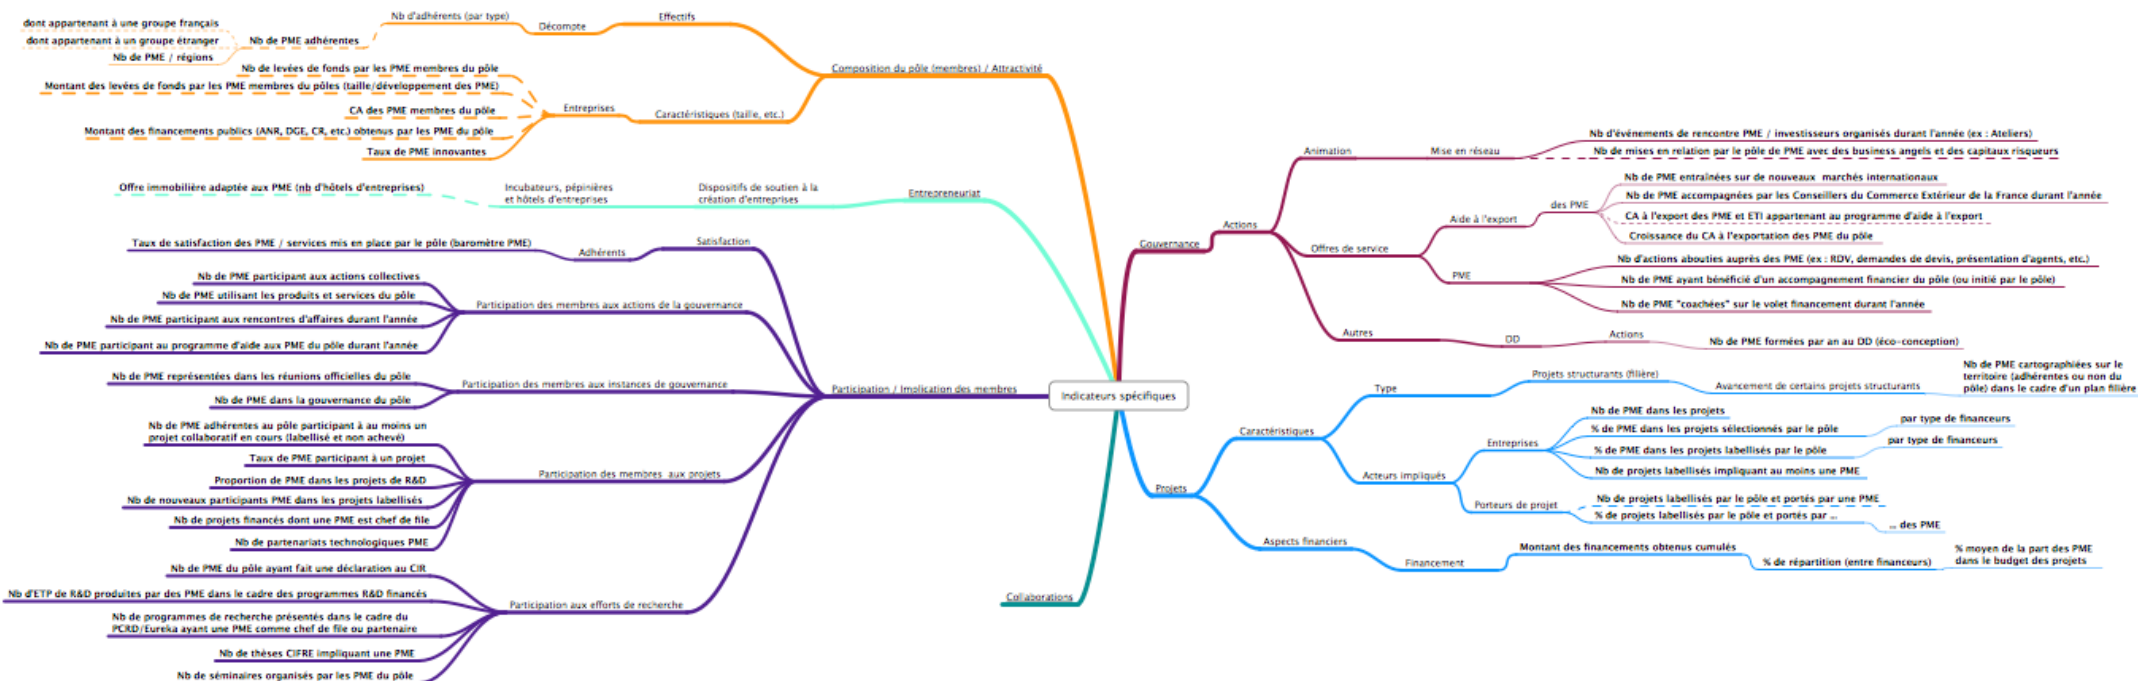 dont appartenant à une groupe français
dont appartenant à un groupe étranger
Nb de PME / régions
Nb de PME adhérentes
Nb d'adhérents (par type)
Décompte
Effectifs
Nb de levées de fonds par les PME membres du pôle
Montant des levées de fonds par les PME membres du pôles (taille/développement des PME)
CA des PME membres du pôle
Montant des financements publics (ANR, DGE, CR, etc.) obtenus par les PME du pôle
Taux de PME innovantes
Entreprises
Caractéristiques (taille, etc.)
Composition du pôle (membres) / Attractivité
Offre immobilière adaptée aux PME (nb d'hôtels d'entreprises)
Incubateurs, pépinières
et hôtels d'entreprises
Dispositifs de soutien à la
création d'entreprises
Entrepreneuriat
Taux de satisfaction des PME / services mis en place par le pôle (baromètre PME)
Adhérents
Satisfaction
Nb de PME participant aux actions collectives
Nb de PME utilisant les produits et services du pôle
Nb de PME participant aux rencontres d'affaires durant l'année
Nb de PME participant au programme d'aide aux PME du pôle durant l'année
Participation des membres aux actions de la gouvernance
Nb de PME représentées dans les réunions officielles du pôle
Nb de PME dans la gouvernance du pôle
Participation des membres aux instances de gouvernance
Participation / Implication des membres
Nb de PME adhérentes au pôle participant à au moins un
projet collaboratif en cours (labellisé et non achevé)
Taux de PME participant à un projet
Proportion de PME dans les projets de R&D
Nb de nouveaux participants PME dans les projets labellisés
Nb de projets financés dont une PME est chef de file
Nb de partenariats technologiques PME
Participation des membres aux projets
Nb de PME du pôle ayant fait une déclaration au CIR
Nb d'ETP de R&D produites par des PME dans le cadre des programmes R&D financés
Nb de programmes de recherche présentés dans le cadre du
PCRD/Eureka ayant une PME comme chef de file ou partenaire
Nb de thèses CIFRE impliquant une PME
Nb de séminaires organisés par les PME du pôle
Participation aux efforts de recherche
Collaborations
Indicateurs spécifiques
Gouvernance
Actions
Animation
Mise en réseau
Nb d'événements de rencontre PME / investisseurs organisés durant l'année (ex : Ateliers)
Nb de mises en relation par le pôle de PME avec des business angels et des capitaux risqueurs
Offres de service
Aide à l'export
des PME
Nb de PME entraînées sur de nouveaux marchés internationaux
Nb de PME accompagnées par les Conseillers du Commerce Extérieur de la France durant l'année
CA à l'export des PME et ETI appartenant au programme d'aide à l'export
Croissance du CA à l'exportation des PME du pôle
PME
Nb d'actions abouties auprès des PME (ex : RDV, demandes de devis, présentation d'agents, etc.)
Nb de PME ayant bénéficié d'un accompagnement financier du pôle (ou initié par le pôle)
Nb de PME "coachées" sur le volet financement durant l'année
Autres
DD
Actions
Nb de PME formées par an au DD (éco-conception)
Projets
Caractéristiques
Type
Projets structurants (filière)
Avancement de certains projets structurants
Nb de PME cartographiées sur le
territoire (adhérentes ou non du
pôle) dans le cadre d'un plan filière
Acteurs impliqués
Entreprises
Nb de PME dans les projets
% de PME dans les projets sélectionnés par le pôle
par type de financeurs
% de PME dans les projets labellisés par le pôle
par type de financeurs
Nb de projets labellisés impliquant au moins une PME
Porteurs de projet
Nb de projets labellisés par le pôle et portés par une PME
% de projets labellisés par le pôle et portés par ...
... des PME
Aspects financiers
Financement
Montant des financements obtenus cumulés
% de répartition (entre financeurs)
% moyen de la part des PME
dans le budget des projets